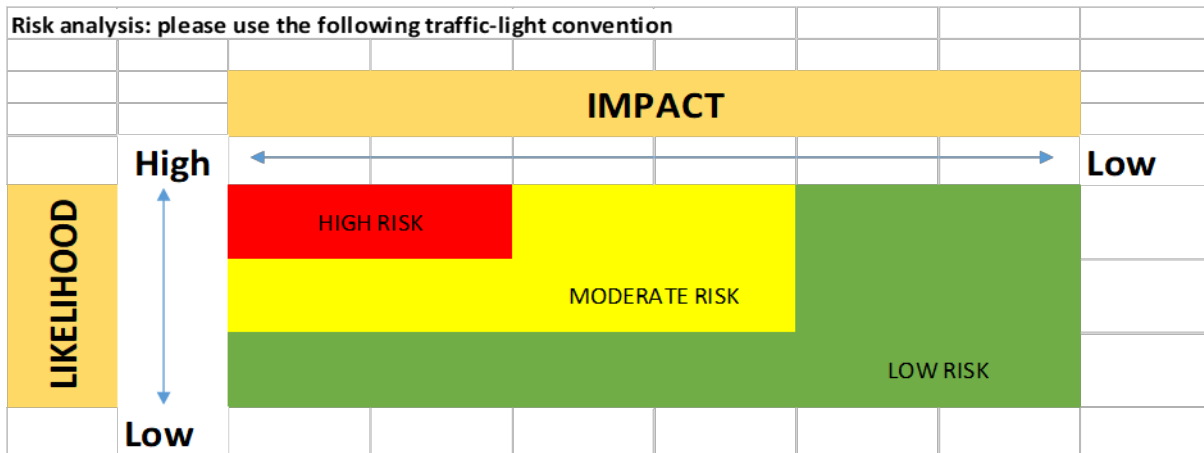 Risk analysis: please use the following traffic-light convention
IMPACT
High
Low
LIKELIHOOD
HIGH RISK
MODERATE RISK
LOW RISK
Low